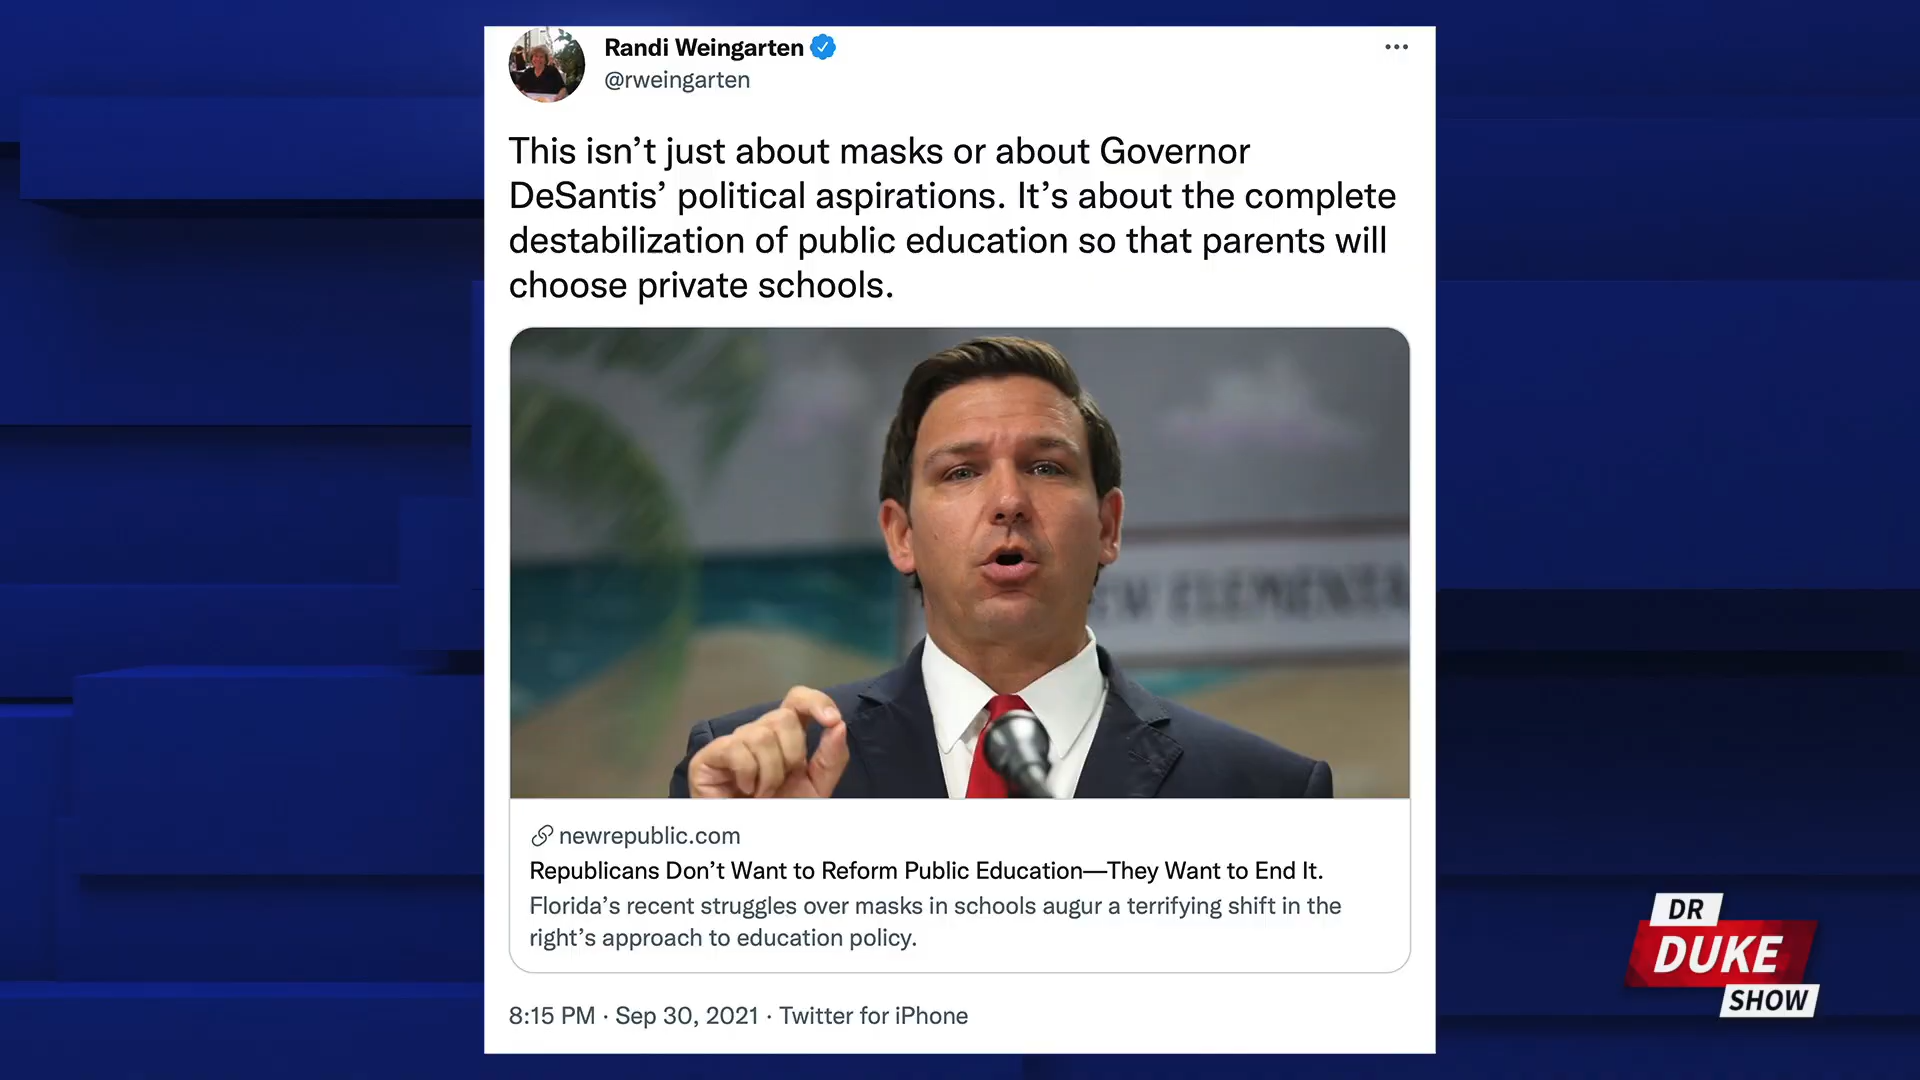 Randi Weingarten
@rweingarten
This isn’t just about masks or about Governor
DeSantis’ political aspirations. It’s about the complete
destabilization of public education so that parents will
choose private schools.
ELEMENTA
newrepublic.com
Republicans Don’t Want to Reform Public Education—They Want to End It.
Florida’s recent struggles over masks in schools augur a terrifying shift in the
right’s approach to education policy.
8:15 PM · Sep 30, 2021 · Twitter for iPhone
DR
DUKE
SHOW